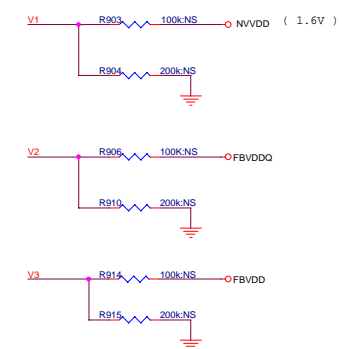 V1 R903 100k:NS NVVDD ( 1.6V )
R904 200k:NS
V2 R906 100K:NS FBVDDQ
R910 200k:NS
V3 R914 100k:NS FBVDD
R915 200k:NS